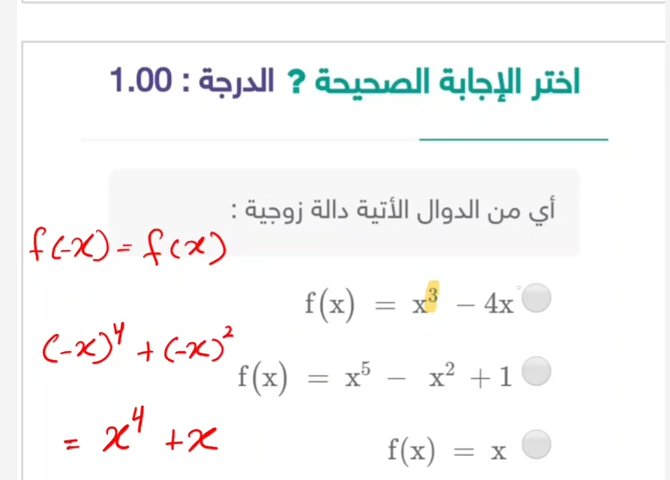 اختر الإجابة الصحيحة ? الدرجة : 1.00
أي من الدوال الأتية دالة زوجية :
f(-x) = f(x)
f(x) = x³ - 4x
(-x)⁴ + (-x)²
f(x) = x⁵ - x² + 1
= x⁴ + x
f(x) = x